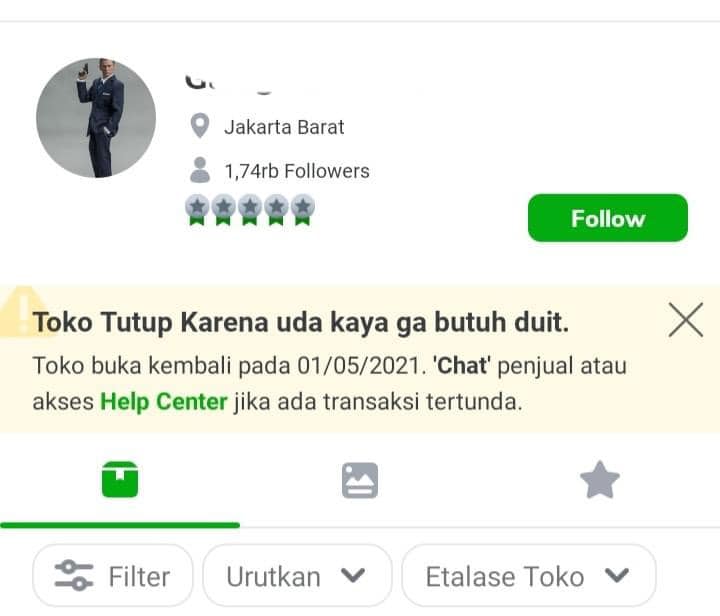 Jakarta Barat
1,74rb Followers
Follow
Toko Tutup Karena uda kaya ga butuh duit.
Toko buka kembali pada 01/05/2021. 'Chat' penjual atau
akses Help Center jika ada transaksi tertunda.
Filter
Urutkan
Etalase Toko